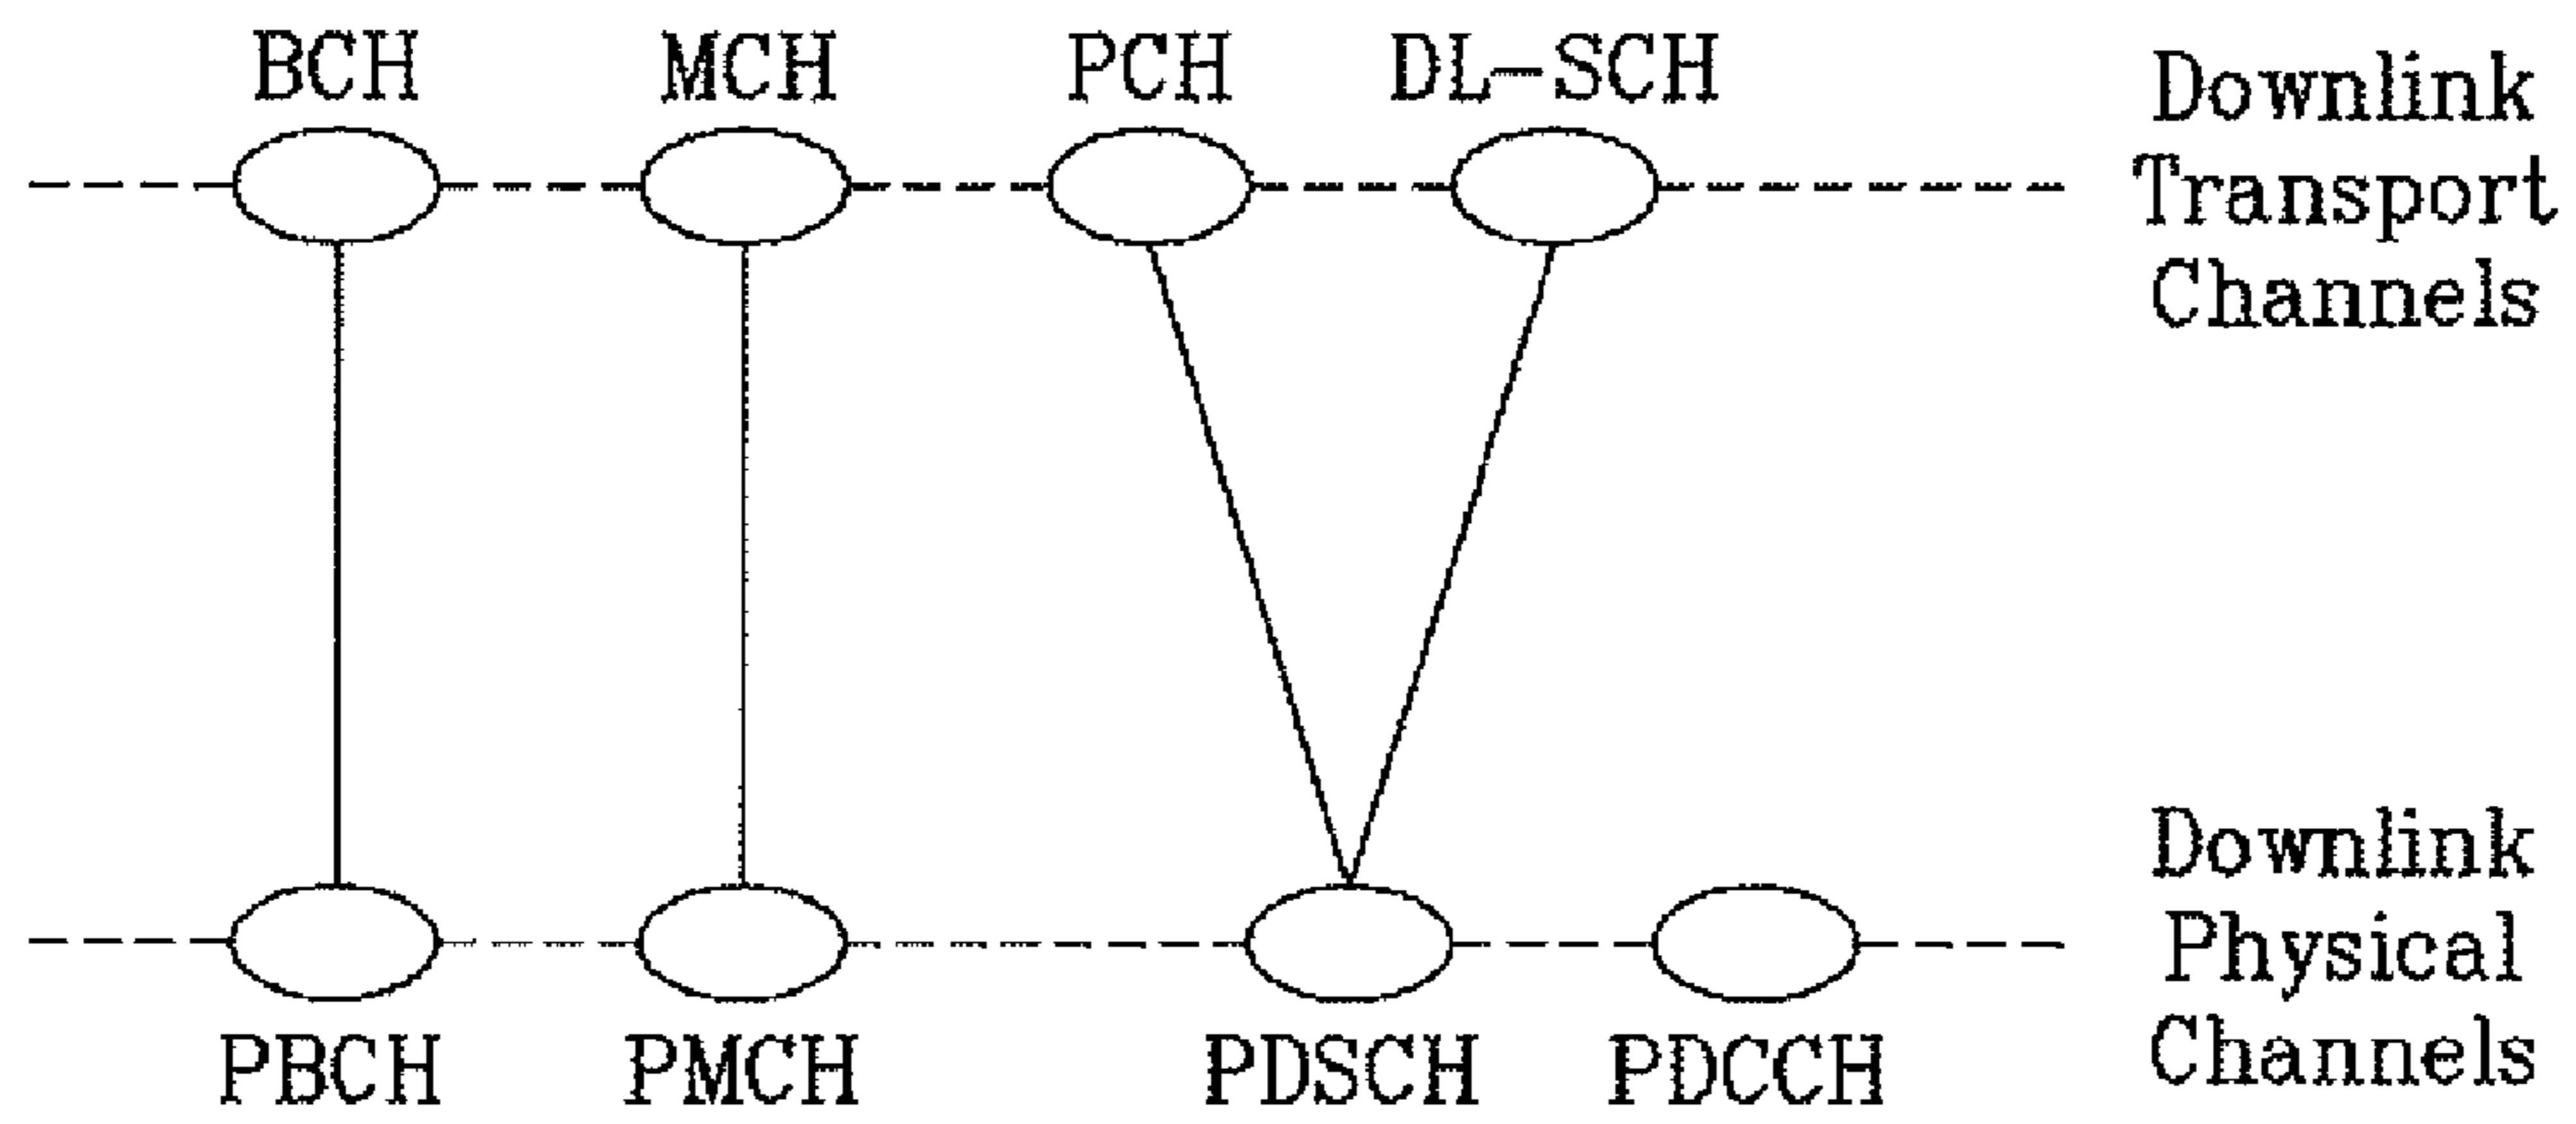 BCH MCH PCH DL-SCH
Downlink
Transport
Channels
Downlink
Physical
Channels
PBCH PMCH PDSCH PDCCH